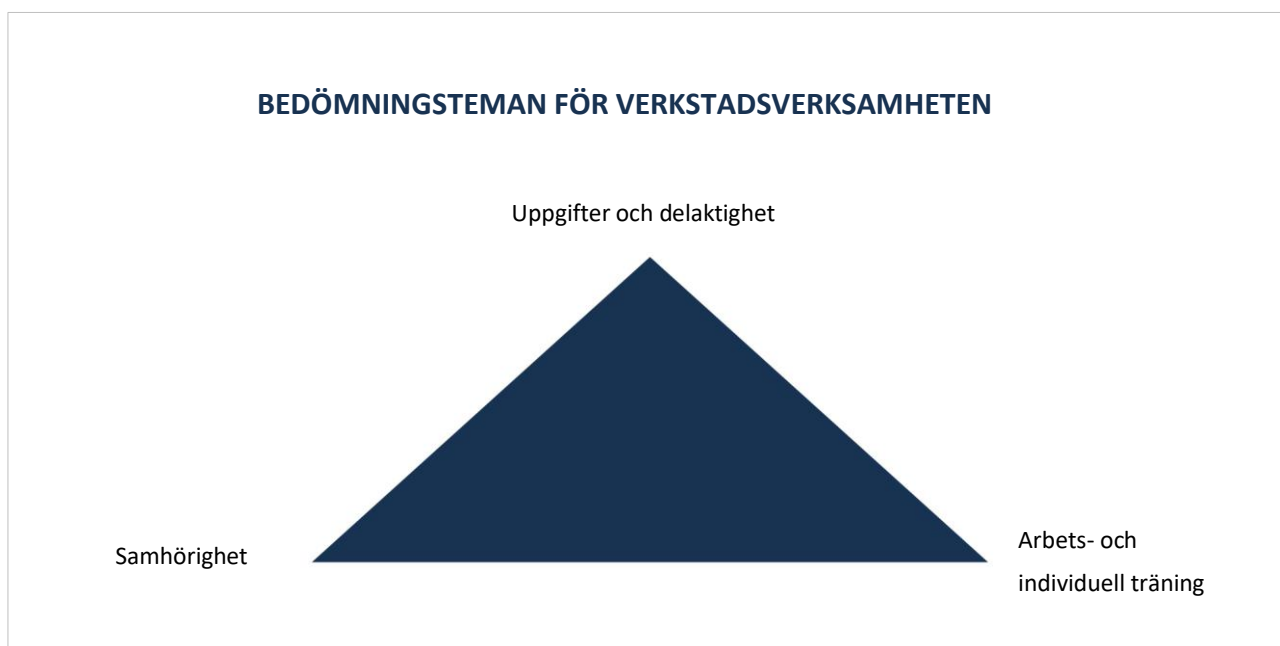 BEDÖMNINGSTEMAN FÖR VERKSTADSVERKSAMHETEN
Uppgifter och delaktighet
Samhörighet
Arbets- och
individuell träning